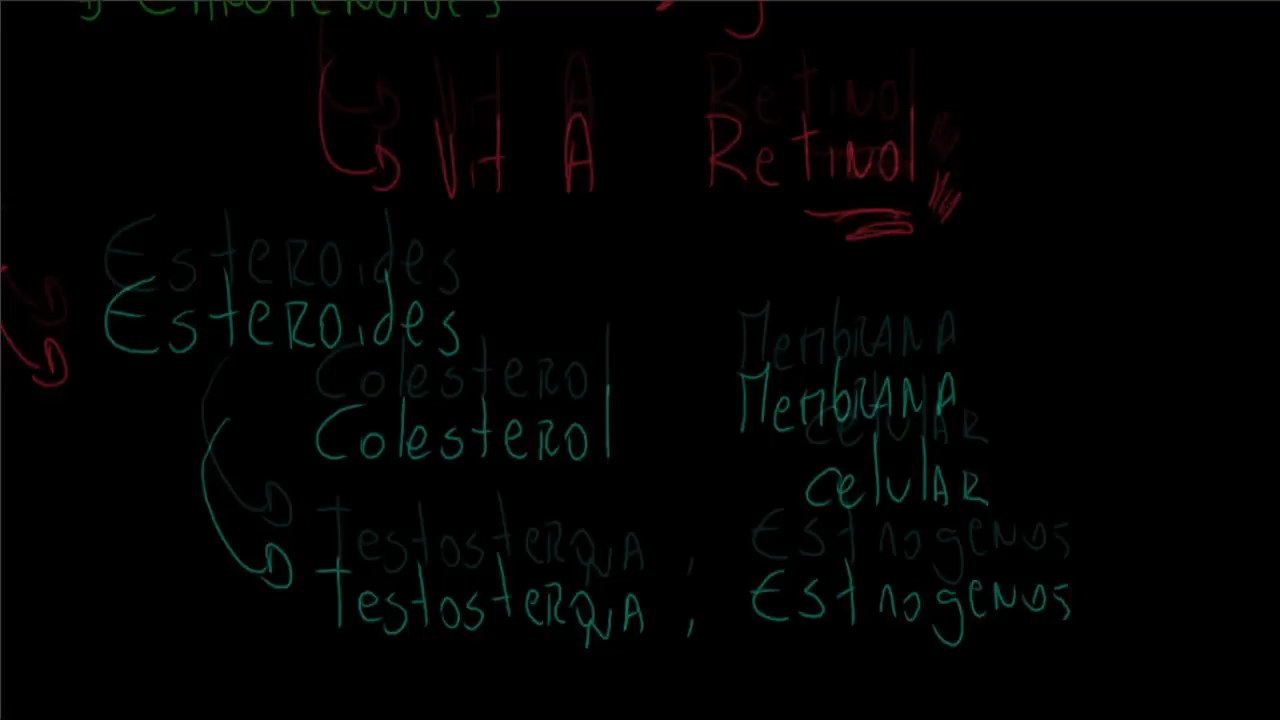 Vit A Retinol
Esteroides
Colesterol Membrana
celular
Testosterona, Estrogenos